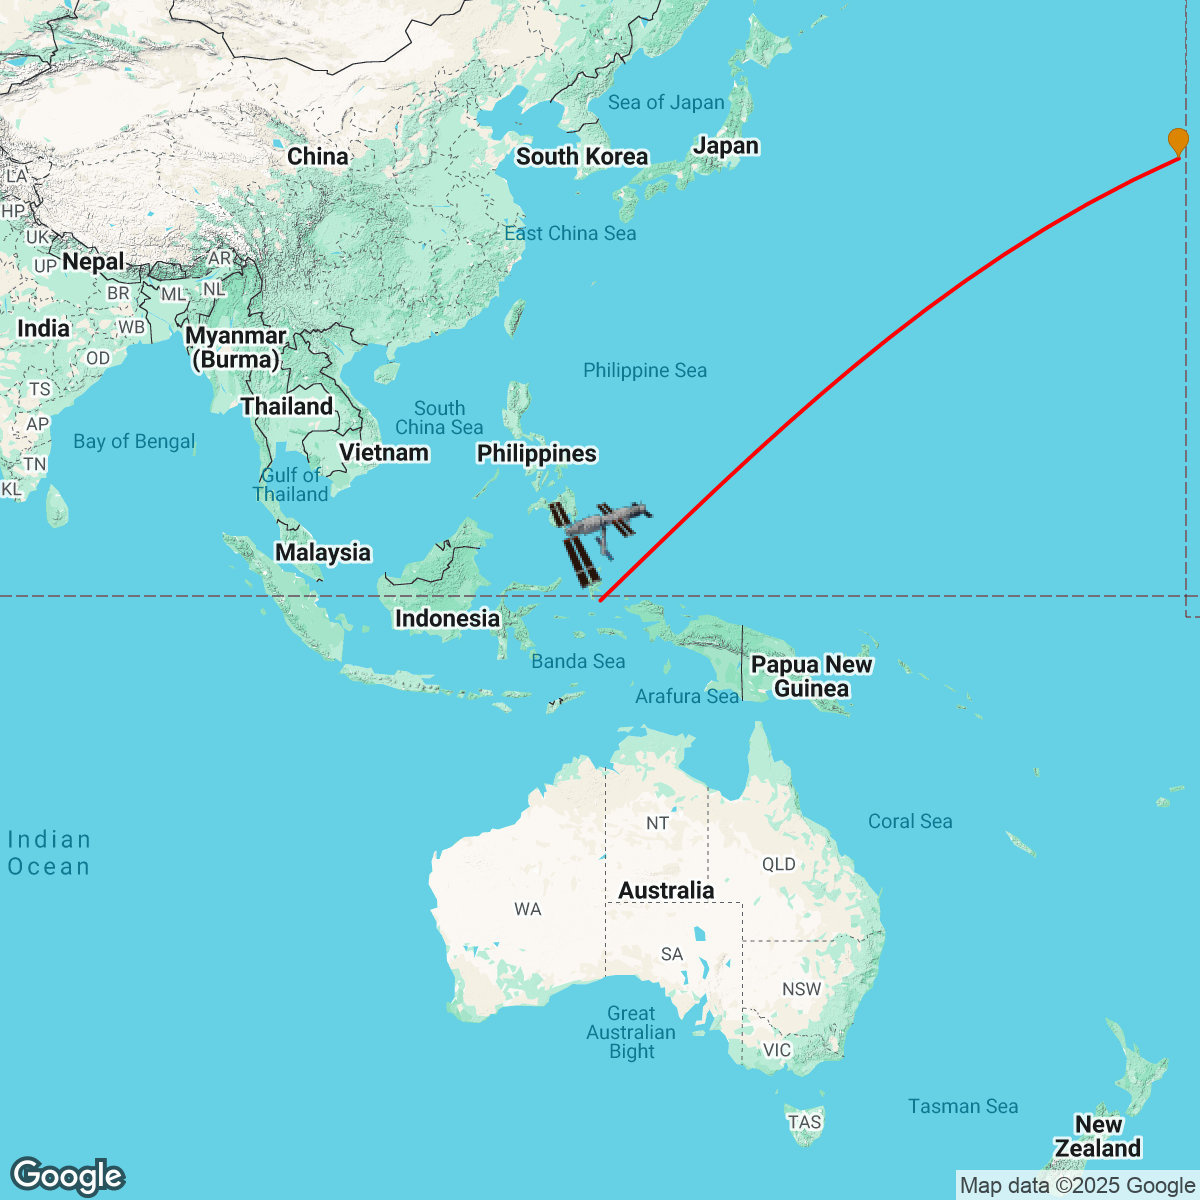 Sea of Japan
Japan
South Korea
China
LA
HP
East China Sea
UK
AR
Nepal
UP
BR
ML
NL
India
WB
Myanmar
(Burma)
OD
Philippine Sea
TS
Thailand
South
China Sea
AP
Bay of Bengal
Vietnam
Philippines
TN
Gulf of
Thailand
KL
Malaysia
Indonesia
Banda Sea
Papua New
Guinea
Arafura Sea
Indian
Ocean
NT
Coral Sea
QLD
Australia
WA
SA
NSW
Great
Australian
Bight
VIC
Tasman Sea
TAS
New
Zealand
Google
Map data ©2025 Google